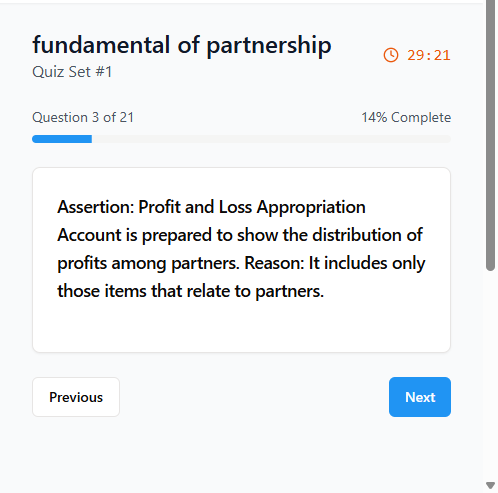 fundamental of partnership
Quiz Set #1
29:21
Question 3 of 21
14% Complete
Assertion: Profit and Loss Appropriation
Account is prepared to show the distribution of
profits among partners. Reason: It includes only
those items that relate to partners.
Previous
Next